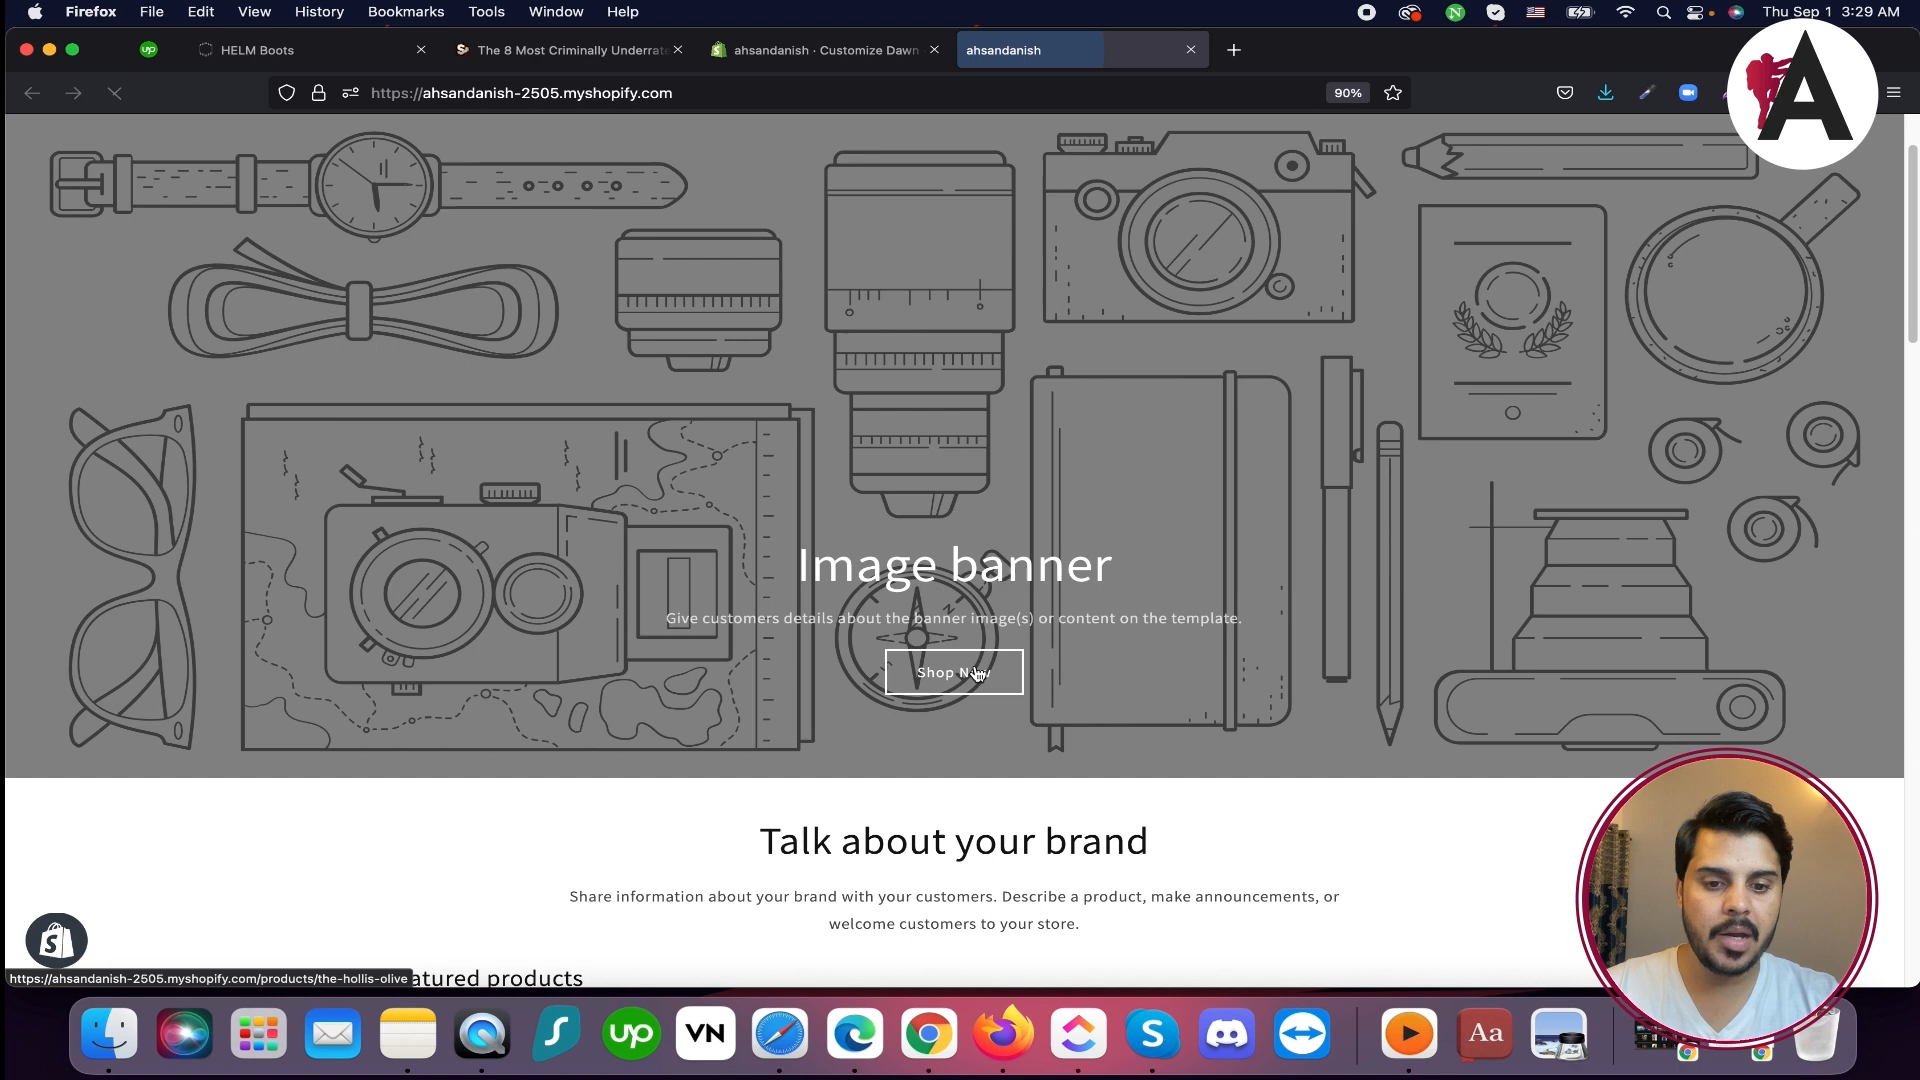 Firefox File Edit View History Bookmarks Tools Window Help Thu Sep 1 3:29 AM
up HELM Boots The 8 Most Criminally Underrate ahsandanish · Customize Dawn ahsandanish
https://ahsandanish-2505.myshopify.com 90%
A
Image banner
Give customers details about the banner image(s) or content on the template.
Shop Now
Talk about your brand
Share information about your brand with your customers. Describe a product, make announcements, or
welcome customers to your store.
https://ahsandanish-2505.myshopify.com/products/the-hollis-olive atured products
up VN Aa